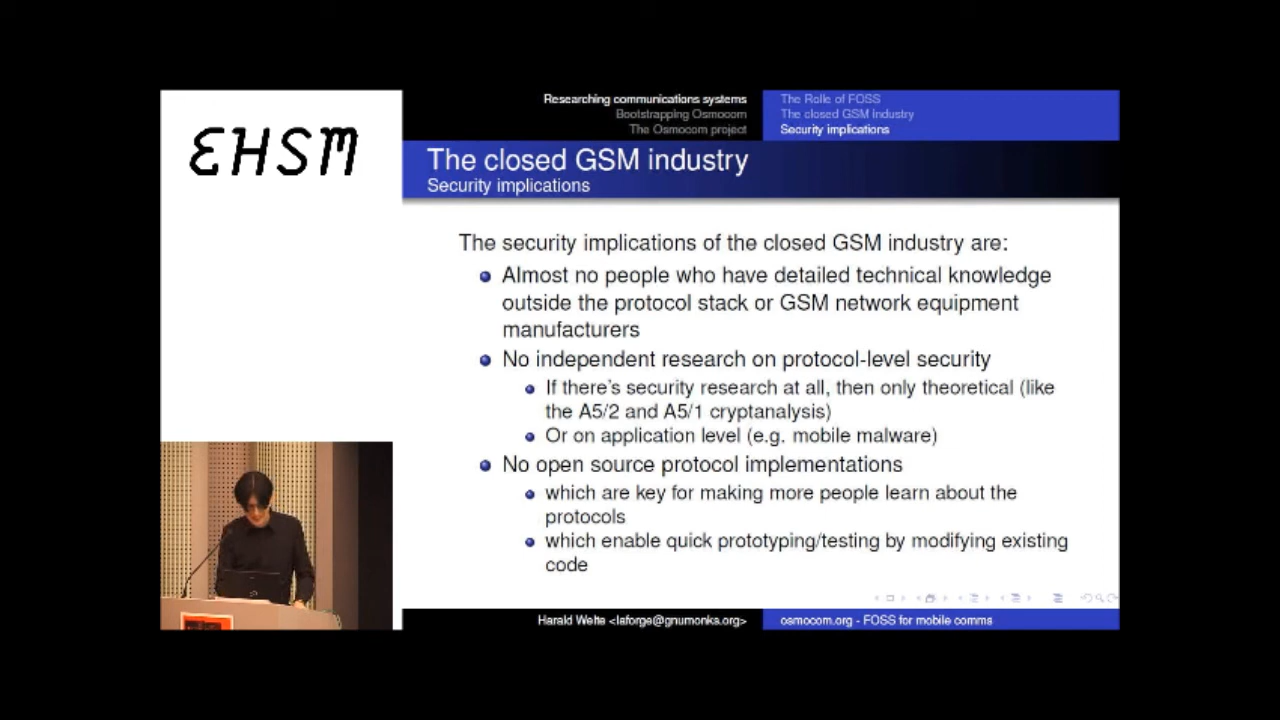 EHSM
Researching communications systems
Bootstrapping Osmocom
The Osmocom project
The Rolle of FOSS
The closed GSM industry
Security implications
The closed GSM industry
Security implications
The security implications of the closed GSM industry are:
Almost no people who have detailed technical knowledge
outside the protocol stack or GSM network equipment
manufacturers
No independent research on protocol-level security
If there's security research at all, then only theoretical (like
the A5/2 and A5/1 cryptanalysis)
Or on application level (e.g. mobile malware)
No open source protocol implementations
which are key for making more people learn about the
protocols
which enable quick prototyping/testing by modifying existing
code
Harald Welte <laforge@gnumonks.org>
osmocom.org - FOSS for mobile comms